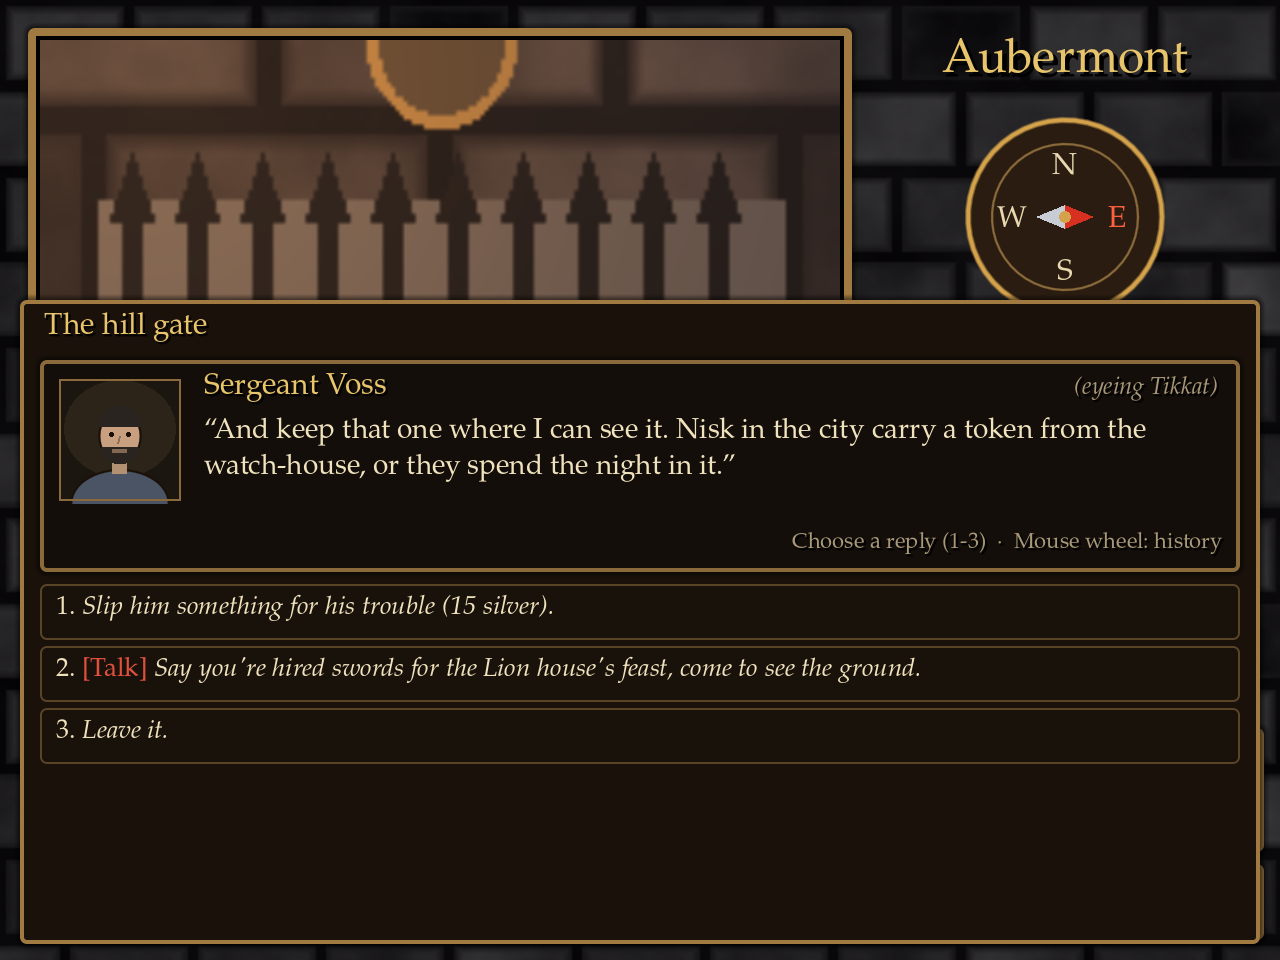 Aubermont
N
W E
S
The hill gate
Sergeant Voss (eyeing Tikkat)
“And keep that one where I can see it. Nisk in the city carry a token from the
watch-house, or they spend the night in it.”
Choose a reply (1-3) · Mouse wheel: history
1. Slip him something for his trouble (15 silver).
2. [Talk] Say you're hired swords for the Lion house's feast, come to see the ground.
3. Leave it.